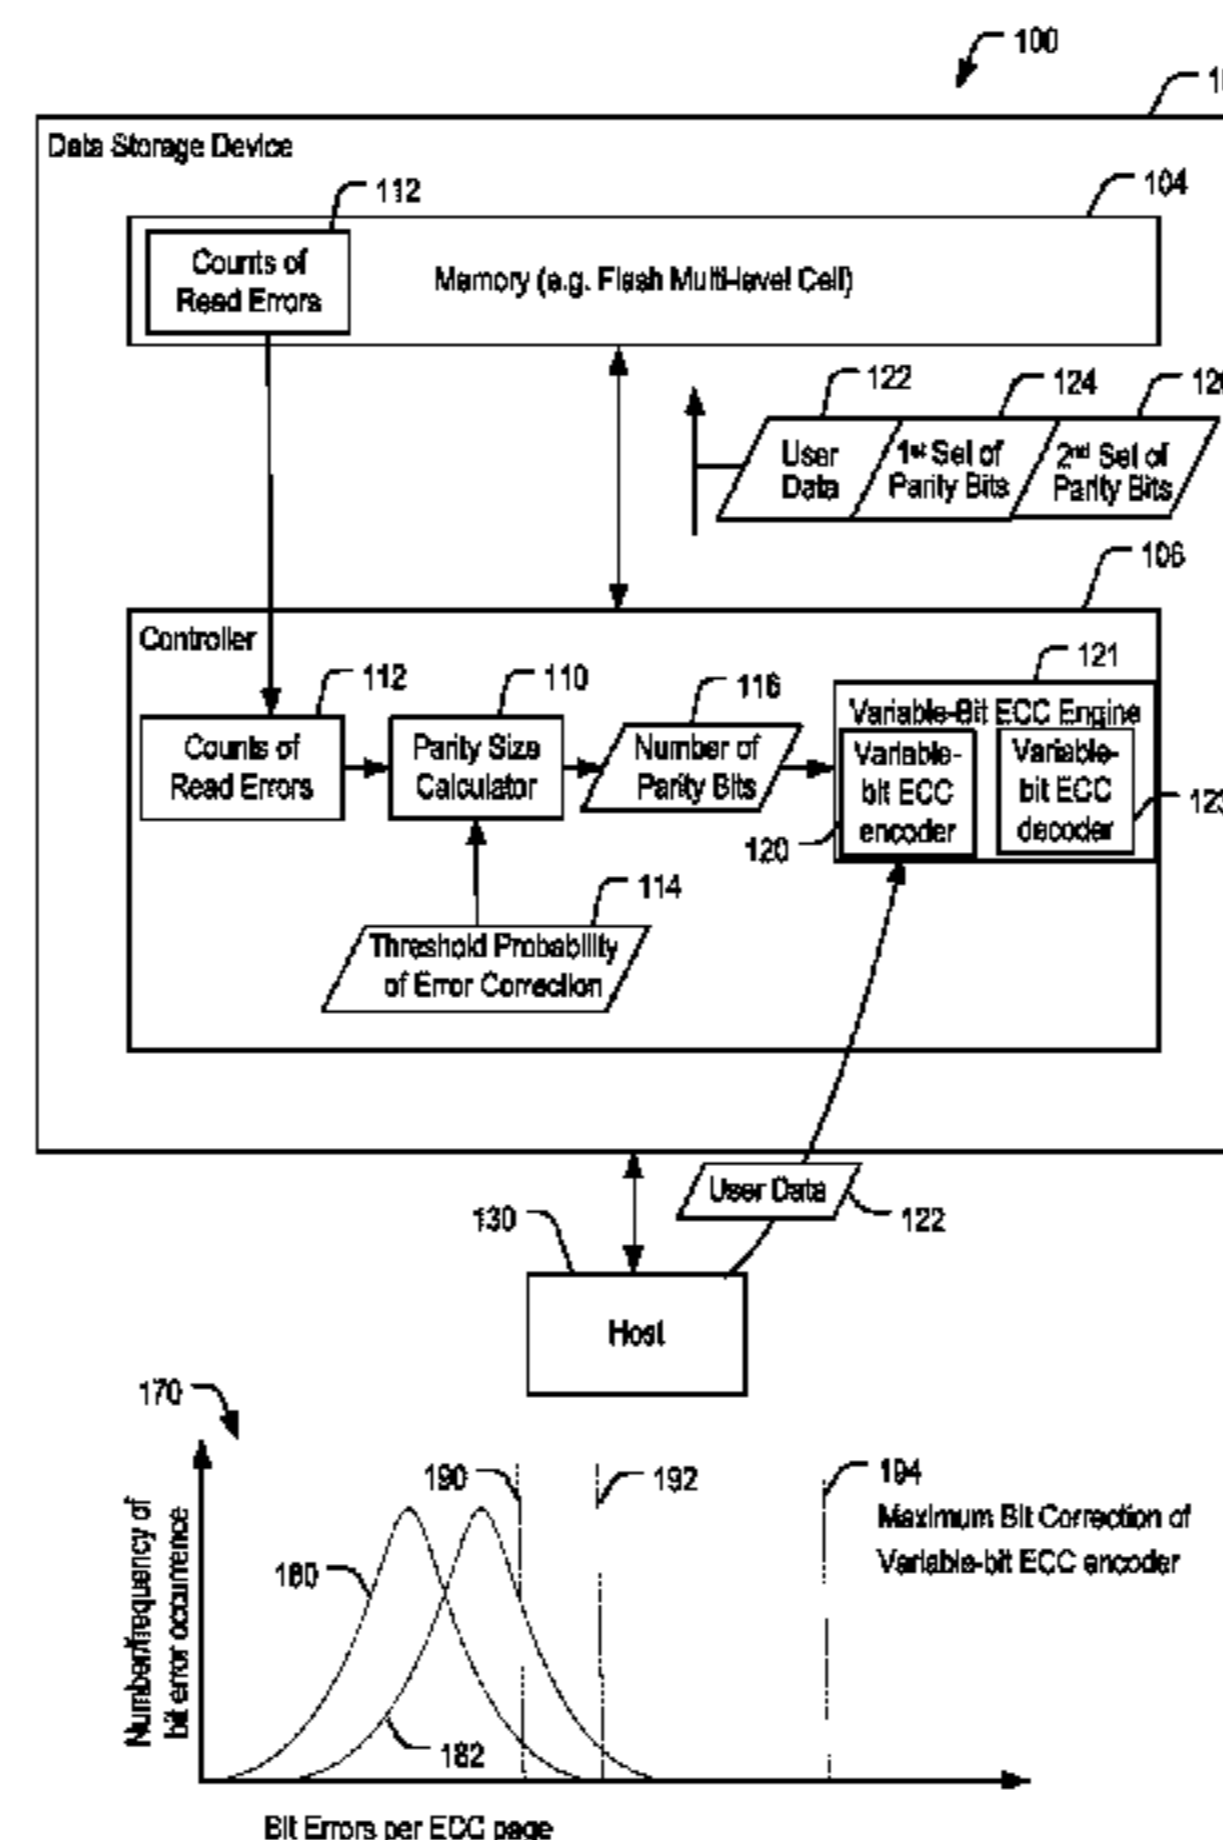 100
Data Storage Device
112
104
Counts of
Read Errors
Memory (e.g. Flash Multi-level Cell)
122
124
User
Data
1st Set of
Parity Bits
2nd Set of
Parity Bits
106
Controller
112
110
116
121
Counts of
Read Errors
Parity Size
Calculator
Number of
Parity Bits
Variable-Bit ECC Engine
Variable-
bit ECC
encoder
Variable-
bit ECC
decoder
120
114
Threshold Probability
of Error Correction
User Data
122
130
Host
170
190
192
194
Maximum Bit Correction of
Variable-bit ECC encoder
180
182
Number/frequency of
bit error occurrence
Bit Errors per ECC page